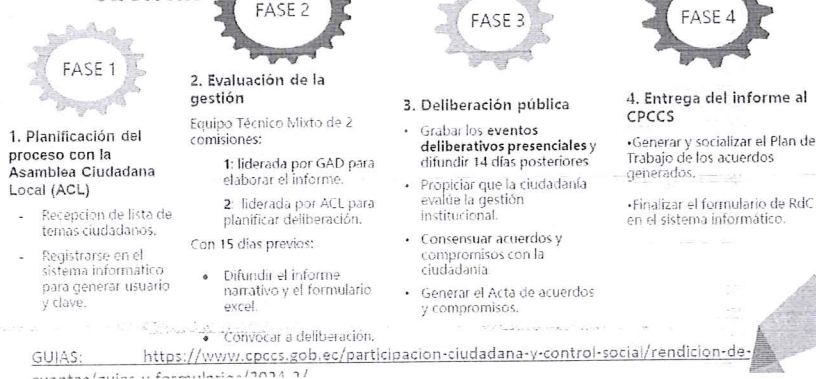 FASE 1
1. Planificación del
proceso con la
Asamblea Ciudadana
Local (ACL)
- Recepción de lista de
temas ciudadanos.
- Registrarse en el
sistema informático
para generar usuario
y clave.
FASE 2
2. Evaluación de la
gestión
Equipo Técnico Mixto de 2
comisiones:
1: liderada por GAD para
elaborar el informe.
2: liderada por ACL para
planificar deliberación.
Con 15 días previos:
• Difundir el informe
narrativo y el formulario
excel.
• Convocar a deliberación.
FASE 3
3. Deliberación pública
• Grabar los eventos
deliberativos presenciales y
difundir 14 días posteriores
• Propiciar que la ciudadanía
evalúe la gestión
institucional.
• Consensuar acuerdos y
compromisos con la
ciudadanía
• Generar el Acta de acuerdos
y compromisos.
FASE 4
4. Entrega del informe al
CPCCS
•Generar y socializar el Plan de
Trabajo de los acuerdos
generados.
•Finalizar el formulario de RdC
en el sistema informático.
GUIAS: https://www.cpccs.gob.ec/participacion-ciudadana-y-control-social/rendicion-de-